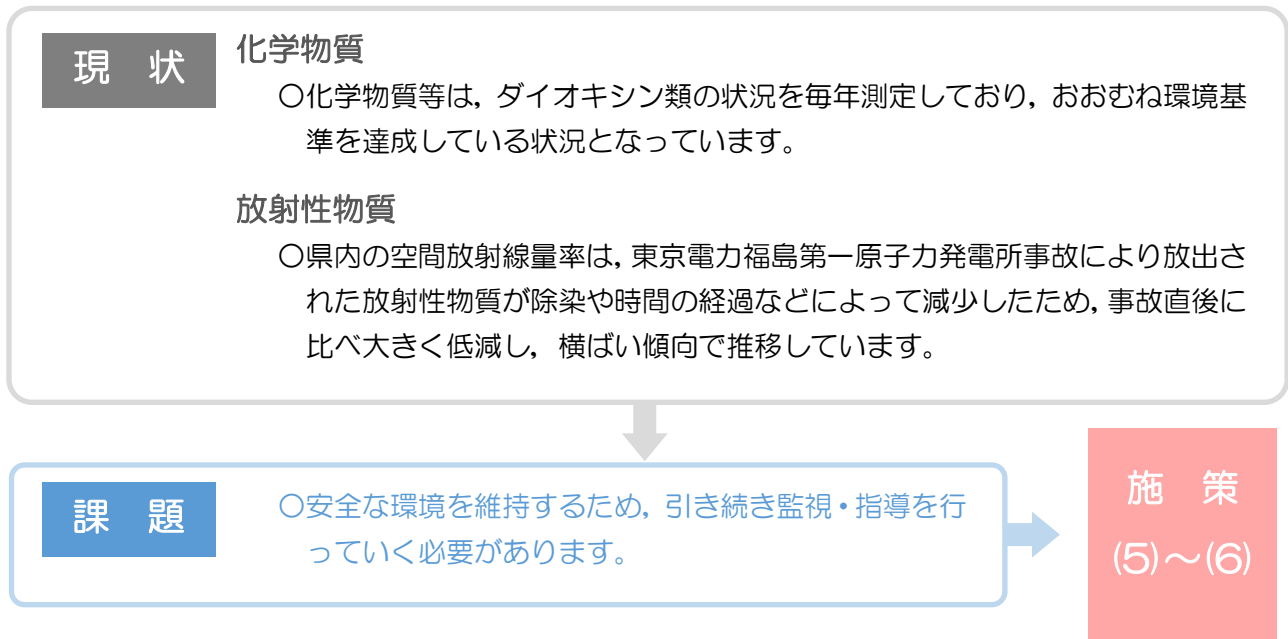 現 状
化学物質
○化学物質等は，ダイオキシン類の状況を毎年測定しており，おおむね環境基
準を達成している状況となっています。
放射性物質
○県内の空間放射線量率は，東京電力福島第一原子力発電所事故により放出さ
れた放射性物質が除染や時間の経過などによって減少したため，事故直後に
比べ大きく低減し，横ばい傾向で推移しています。
課 題
○安全な環境を維持するため，引き続き監視・指導を行
っていく必要があります。
施 策
(5)～(6)